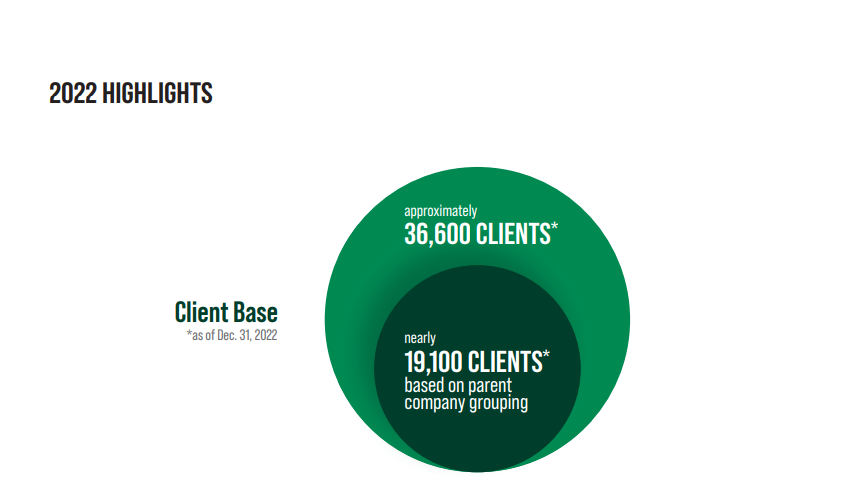 2022 HIGHLIGHTS
approximately
36,600 CLIENTS*
Client Base
*as of Dec. 31, 2022
nearly
19,100 CLIENTS*
based on parent
company grouping